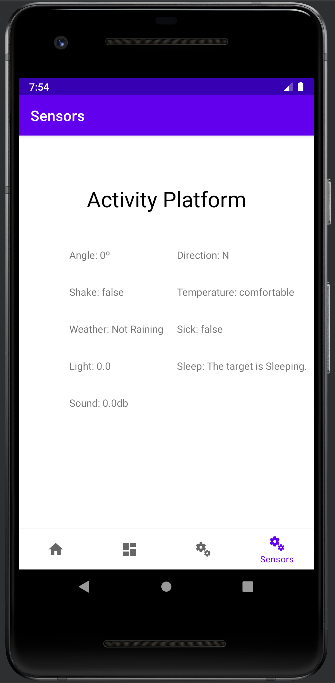 7:54
Sensors
Activity Platform
Angle: 0º
Direction: N
Shake: false
Temperature: comfortable
Weather: Not Raining
Sick: false
Light: 0.0
Sleep: The target is Sleeping.
Sound: 0.0db
Sensors